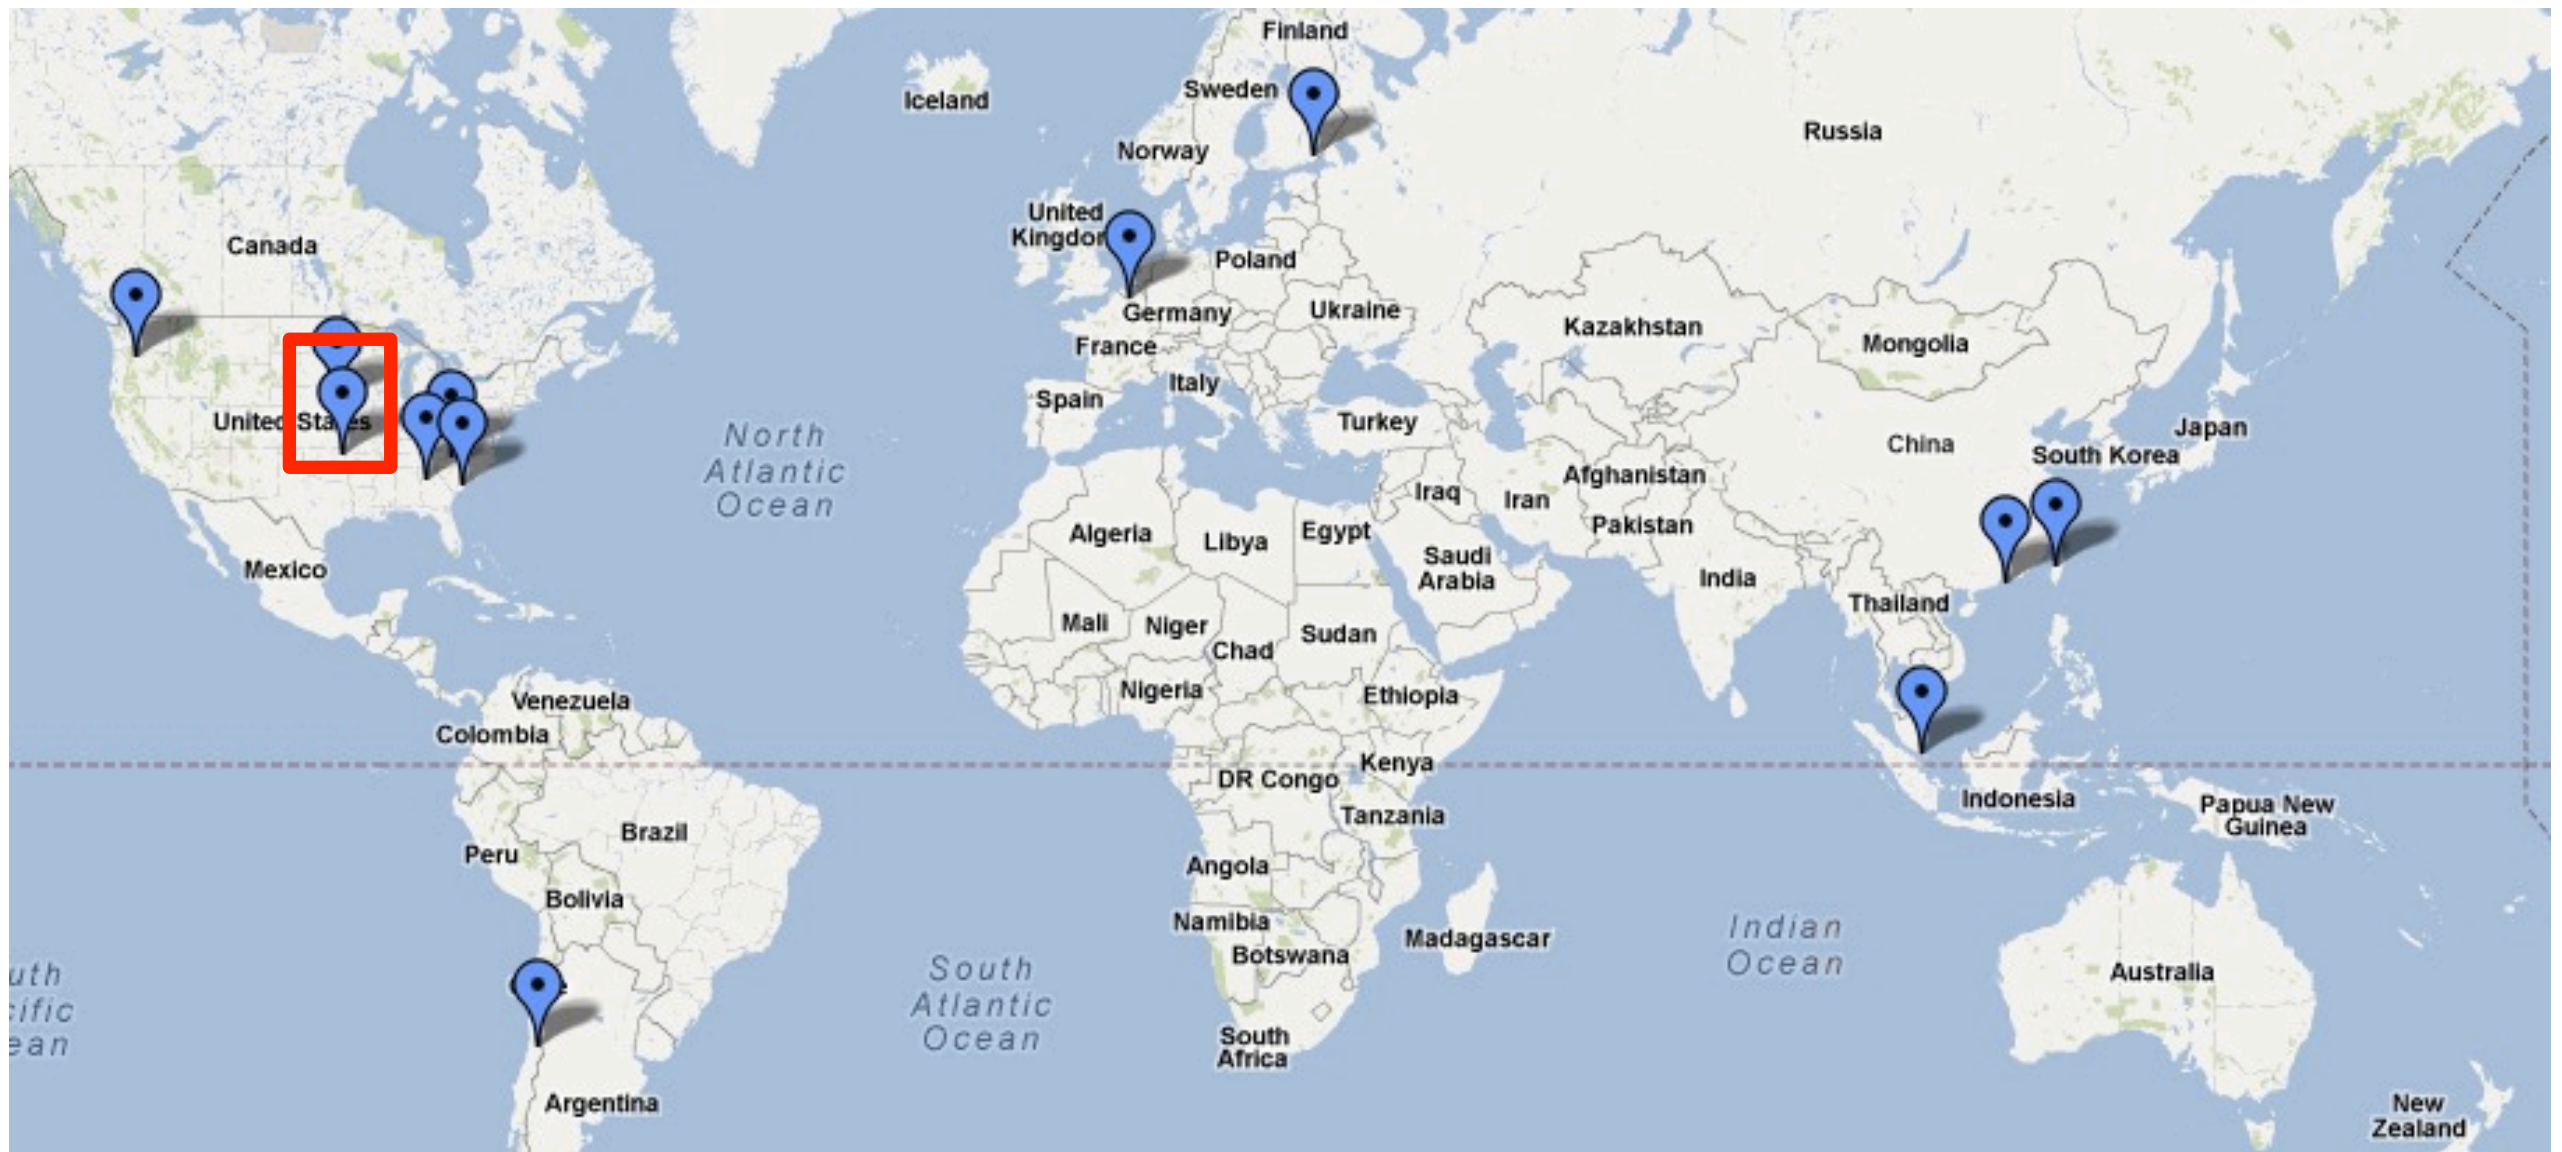 Finland
Sweden
Iceland
Russia
Norway
United
Canada
Poland
Germany
Ukraine
Kazakhstan
Mongolia
France
Italy
Spain
United States
Turkey
Japan
China
South Korea
North
Atlantic
Ocean
Afghanistan
Iraq
Iran
Pakistan
Algeria
Libya
Egypt
Saudi
Arabia
Mexico
India
Thailand
Mali
Niger
Sudan
Chad
Nigeria
Ethiopia
Venezuela
Colombia
Kenya
DR Congo
Indonesia
Papua New
Guinea
Tanzania
Brazil
Peru
Angola
Bolivia
Namibia
Madagascar
Botswana
Indian
Ocean
Australia
South
Atlantic
Ocean
South
Africa
Argentina
New
Zealand